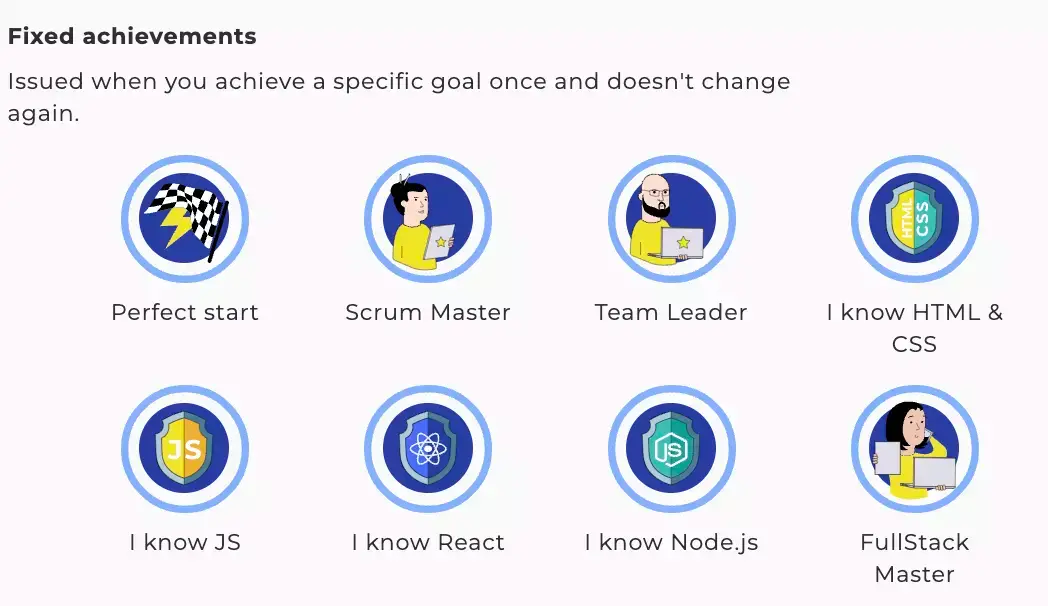 Fixed achievements
Issued when you achieve a specific goal once and doesn't change
again.
HTML
CSS
Perfect start
Scrum Master
Team Leader
I know HTML &
CSS
JS
JS
I know JS
I know React
I know Node.js
FullStack
Master